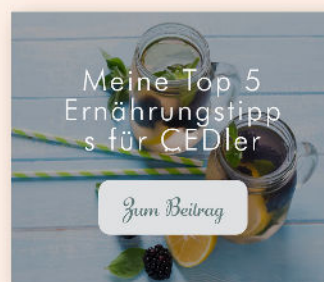 Meine Top 5
Ernährungstipp
s für CEDler
Zum Beitrag